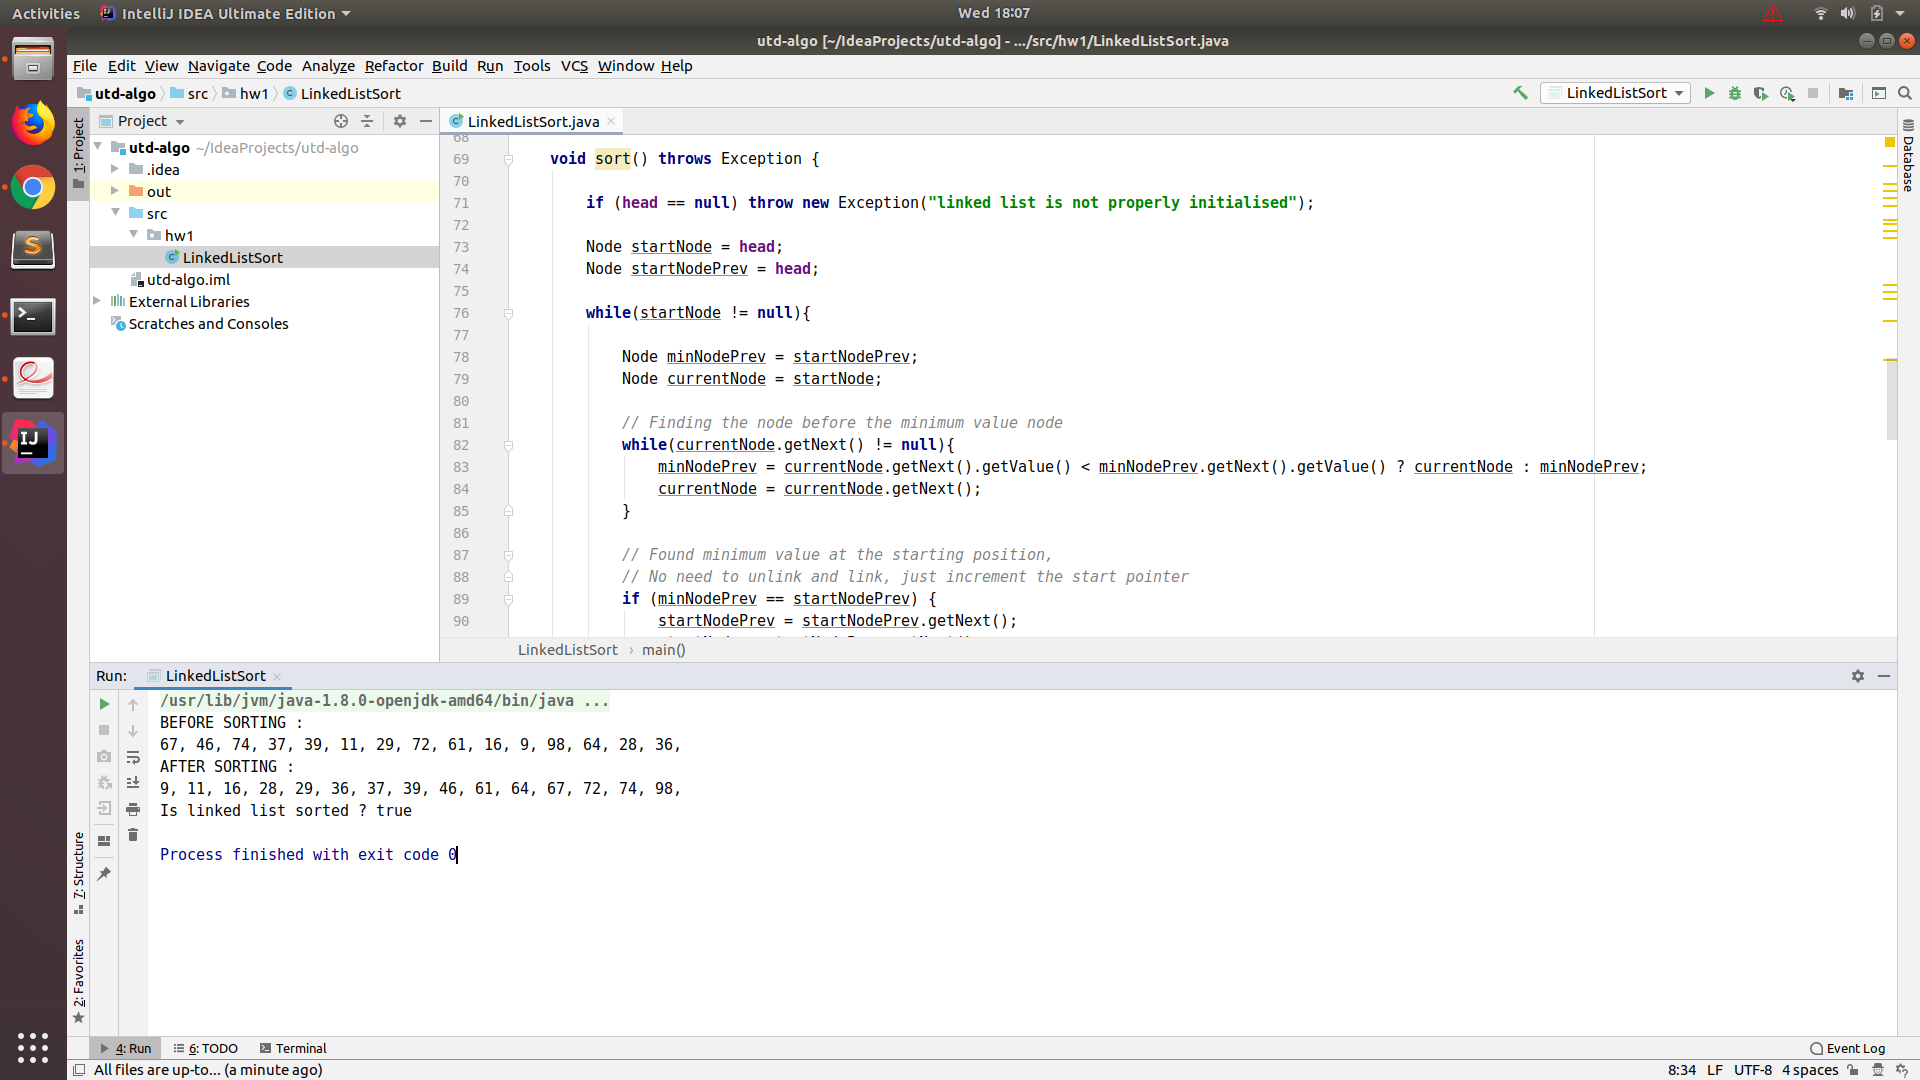 Activities IntelliJ IDEA Ultimate Edition Wed 18:07
utd-algo [~/IdeaProjects/utd-algo] - .../src/hw1/LinkedListSort.java
File Edit View Navigate Code Analyze Refactor Build Run Tools VCS Window Help
utd-algo src hw1 LinkedListSort LinkedListSort
1: Project
Project
LinkedListSort.java
Database
utd-algo ~/IdeaProjects/utd-algo
.idea
out
src
hw1
LinkedListSort
utd-algo.iml
External Libraries
Scratches and Consoles
68
69 void sort() throws Exception {
70
71 if (head == null) throw new Exception("linked list is not properly initialised");
72
73 Node startNode = head;
74 Node startNodePrev = head;
75
76 while(startNode != null){
77
78 Node minNodePrev = startNodePrev;
79 Node currentNode = startNode;
80
81 // Finding the node before the minimum value node
82 while(currentNode.getNext() != null){
83 minNodePrev = currentNode.getNext().getValue() < minNodePrev.getNext().getValue() ? currentNode : minNodePrev;
84 currentNode = currentNode.getNext();
85 }
86
87 // Found minimum value at the starting position,
88 // No need to unlink and link, just increment the start pointer
89 if (minNodePrev == startNodePrev) {
90 startNodePrev = startNodePrev.getNext();
LinkedListSort › main()
Run: LinkedListSort
/usr/lib/jvm/java-1.8.0-openjdk-amd64/bin/java ...
BEFORE SORTING :
67, 46, 74, 37, 39, 11, 29, 72, 61, 16, 9, 98, 64, 28, 36,
AFTER SORTING :
9, 11, 16, 28, 29, 36, 37, 39, 46, 61, 64, 67, 72, 74, 98,
Is linked list sorted ? true
Process finished with exit code 0
7: Structure
2: Favorites
4: Run 6: TODO Terminal Event Log
All files are up-to... (a minute ago) 8:34 LF UTF-8 4 spaces